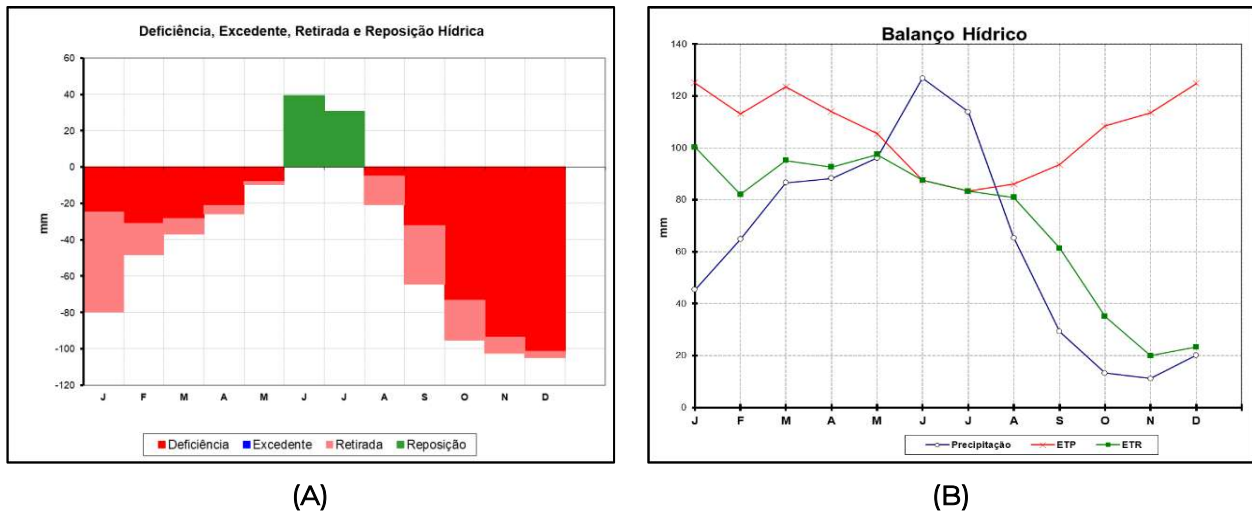 Deficiência, Excedente, Retirada e Reposição Hídrica
60
40
20
0
-20
-40
-60
-80
-100
-120
mm
J F M A M J J A S O N D
Deficiência Excedente Retirada Reposição
(A)
Balanço Hídrico
140
120
100
80
60
40
20
0
mm
J F M A M J J A S O N D
Precipitação ETP ETR
(B)